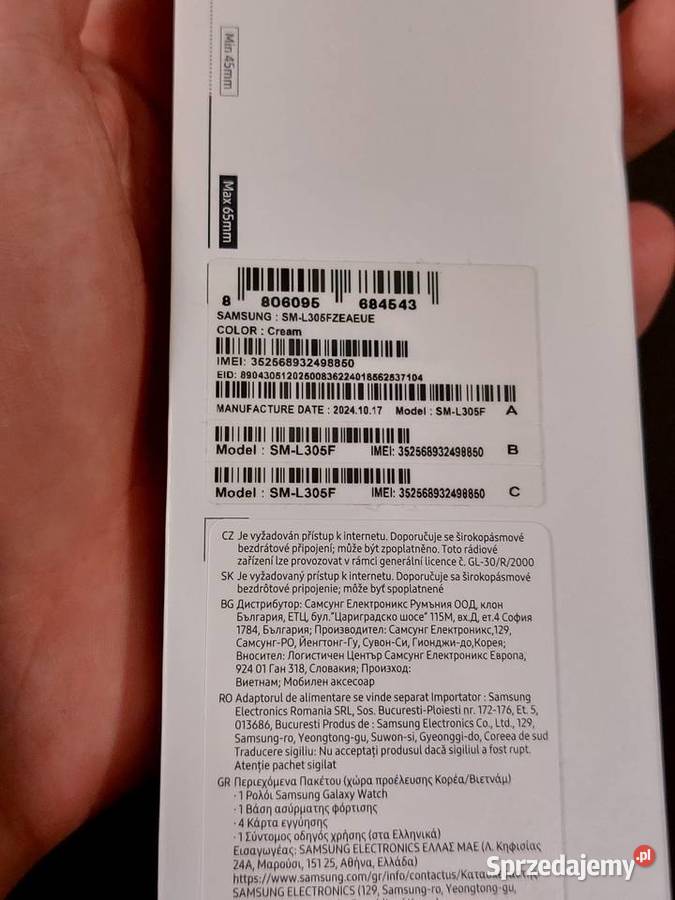 Min 45mm
Max 65mm
8 806095 684543
SAMSUNG : SM-L305FZEAEUE
COLOR : Cream
IMEI: 352568932498850
EID: 89043051202600836224018562837104
MANUFACTURE DATE : 2024.10.17 Model : SM-L305F A
Model : SM-L305F IMEI: 352568932498850 B
Model : SM-L305F IMEI: 352568932498850 C
CZ Je vyžadován přístup k internetu. Doporučuje se širokopásmové
bezdrátové připojení; může být zpoplatněno. Toto rádiové
zařízení lze provozovat v rámci generální licence č. GL-30/R/2000
SK Je vyžadovaný prístup k internetu. Doporučuje sa širokopásmové
bezdrôtové pripojenie; môže byť spoplatnené
BG Дистрибутор: Самсунг Електроникс Румъния ООД, клон
България, ЕТЦ, бул."Цариградско шосе" 115М, вх.Д, ет.4 София
1784, България; Производител: Самсунг Електроникс,129,
Самсунг-РО, Йенгтонг-Гу, Сувон-Си, Гионджи-до,Корея;
Вносител: Логистичен Център Самсунг Електроникс Европа,
924 01 Ган 318, Словакия; Произход:
Виетнам; Мобилен аксесоар
RO Adaptorul de alimentare se vinde separat Importator : Samsung
Electronics Romania SRL, Sos. Bucuresti-Ploiesti nr. 172-176, Et. 5,
013686, Bucuresti Produs de : Samsung Electronics Co., Ltd., 129,
Samsung-ro, Yeongtong-gu, Suwon-si, Gyeonggi-do, Coreea de sud
Traducere sigiliu: Nu acceptați produsul dacă sigiliul a fost rupt.
Atenție pachet sigilat
GR Περιεχόμενα Πακέτου (χώρα προέλευσης Κορέα/Βιετνάμ)
· 1 Ρολόι Samsung Galaxy Watch
· 1 Βάση ασύρματης φόρτισης
· 4 Κάρτα εγγύησης
· 1 Σύντομος οδηγός χρήσης (στα Ελληνικά)
Εισαγωγέας: SAMSUNG ELECTRONICS ΕΛΛΑΣ ΜΑΕ (Λ. Κηφισίας
24Α, Μαρούσι, 151 25, Αθήνα, Ελλάδα)
https://www.samsung.com/gr/info/contactus/
SAMSUNG ELECTRONICS (129, Samsung-ro, Yeongtong-gu,
Sprzedajemy.pl